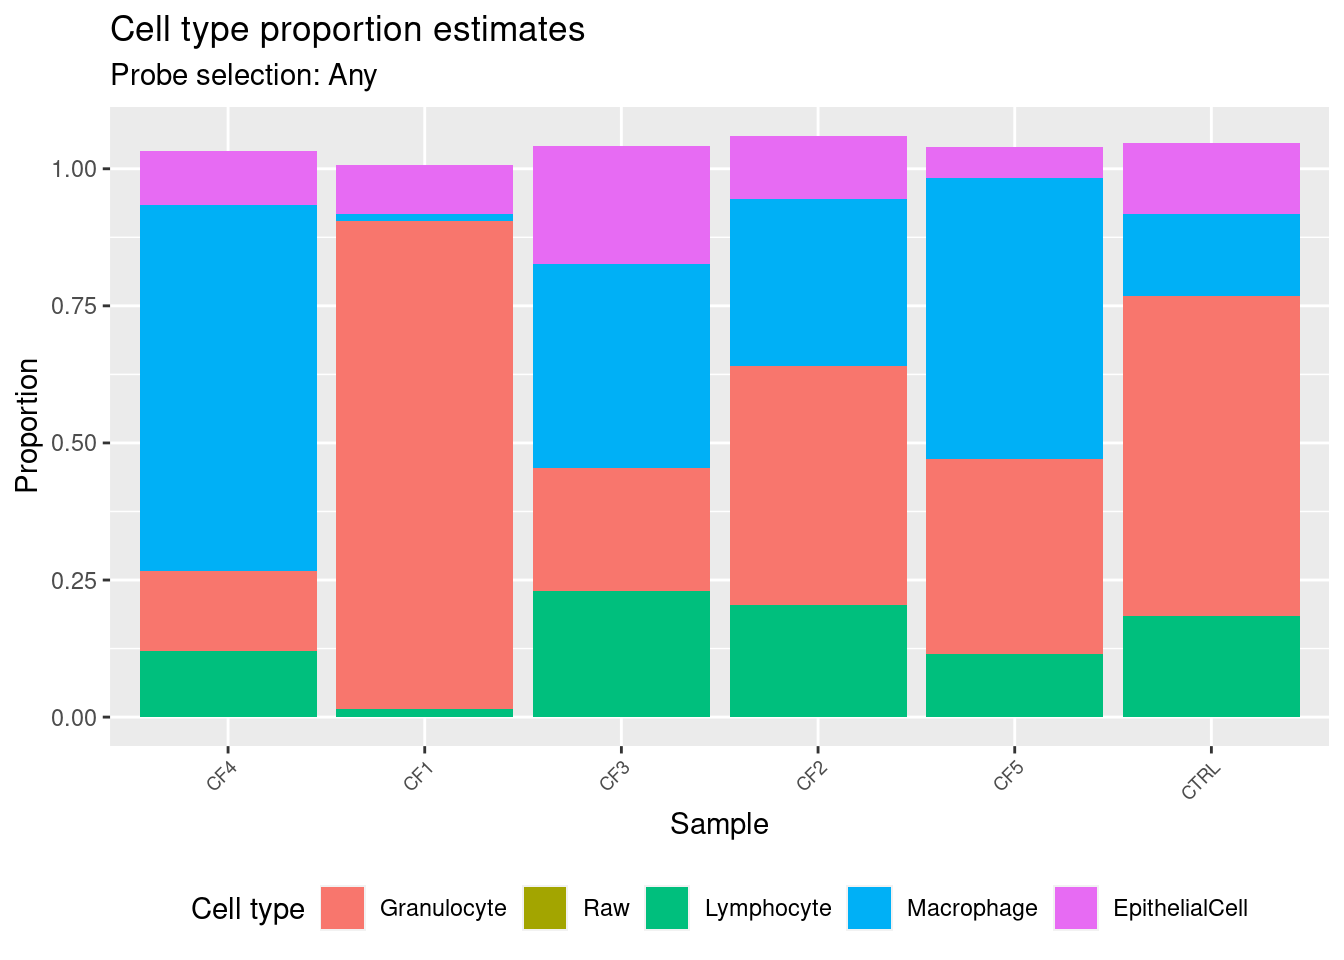 Cell type proportion estimates
Probe selection: Any
1.00
0.75
0.50
0.25
0.00
Proportion
CF4 CF1 CF3 CF2 CF5 CTRL
Sample
Cell type Granulocyte Raw Lymphocyte Macrophage EpithelialCell